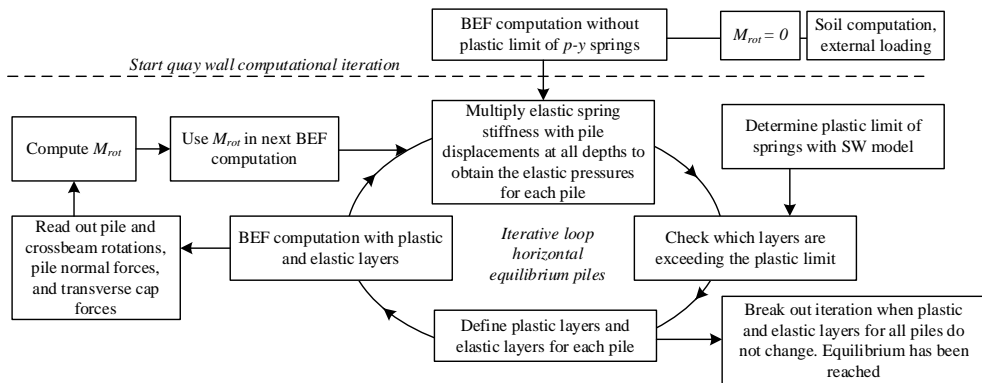 BEF computation without
plastic limit of p-y springs
M_rot = 0
Soil computation,
external loading
Start quay wall computational iteration
Multiply elastic spring
stiffness with pile
displacements at all depths to
obtain the elastic pressures
for each pile
Determine plastic limit of
springs with SW model
Compute M_rot
Use M_rot in next BEF
computation
Read out pile and
crossbeam rotations,
pile normal forces,
and transverse cap
forces
BEF computation with plastic
and elastic layers
Iterative loop
horizontal
equilibrium piles
Check which layers are
exceeding the plastic limit
Define plastic layers and
elastic layers for each pile
Break out iteration when plastic
and elastic layers for all piles do
not change. Equilibrium has been
reached